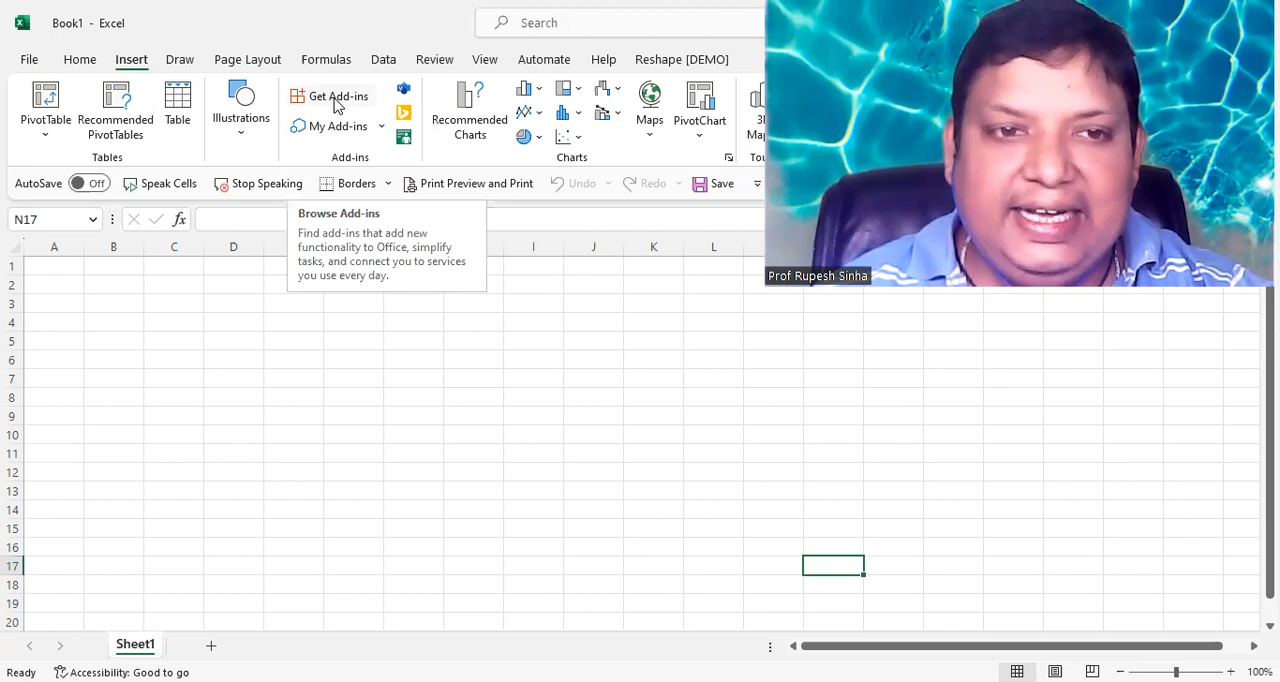 Book1 - Excel
Search
File Home Insert Draw Page Layout Formulas Data Review View Automate Help Reshape [DEMO]
PivotTable
Recommended
PivotTables
Table
Tables
Illustrations
Get Add-ins
My Add-ins
Add-ins
Recommended
Charts
Maps
PivotChart
Charts
3D
AutoSave Off Speak Cells Stop Speaking Borders Print Preview and Print Undo Redo Save
N17 fx
Browse Add-ins
Find add-ins that add new
functionality to Office, simplify
tasks, and connect you to services
you use every day.
A B C D I J K L
1
2
3
4
5
6
7
8
9
10
11
12
13
14
15
16
17
18
19
20
Prof Rupesh Sinha
Sheet1
Ready Accessibility: Good to go 100%